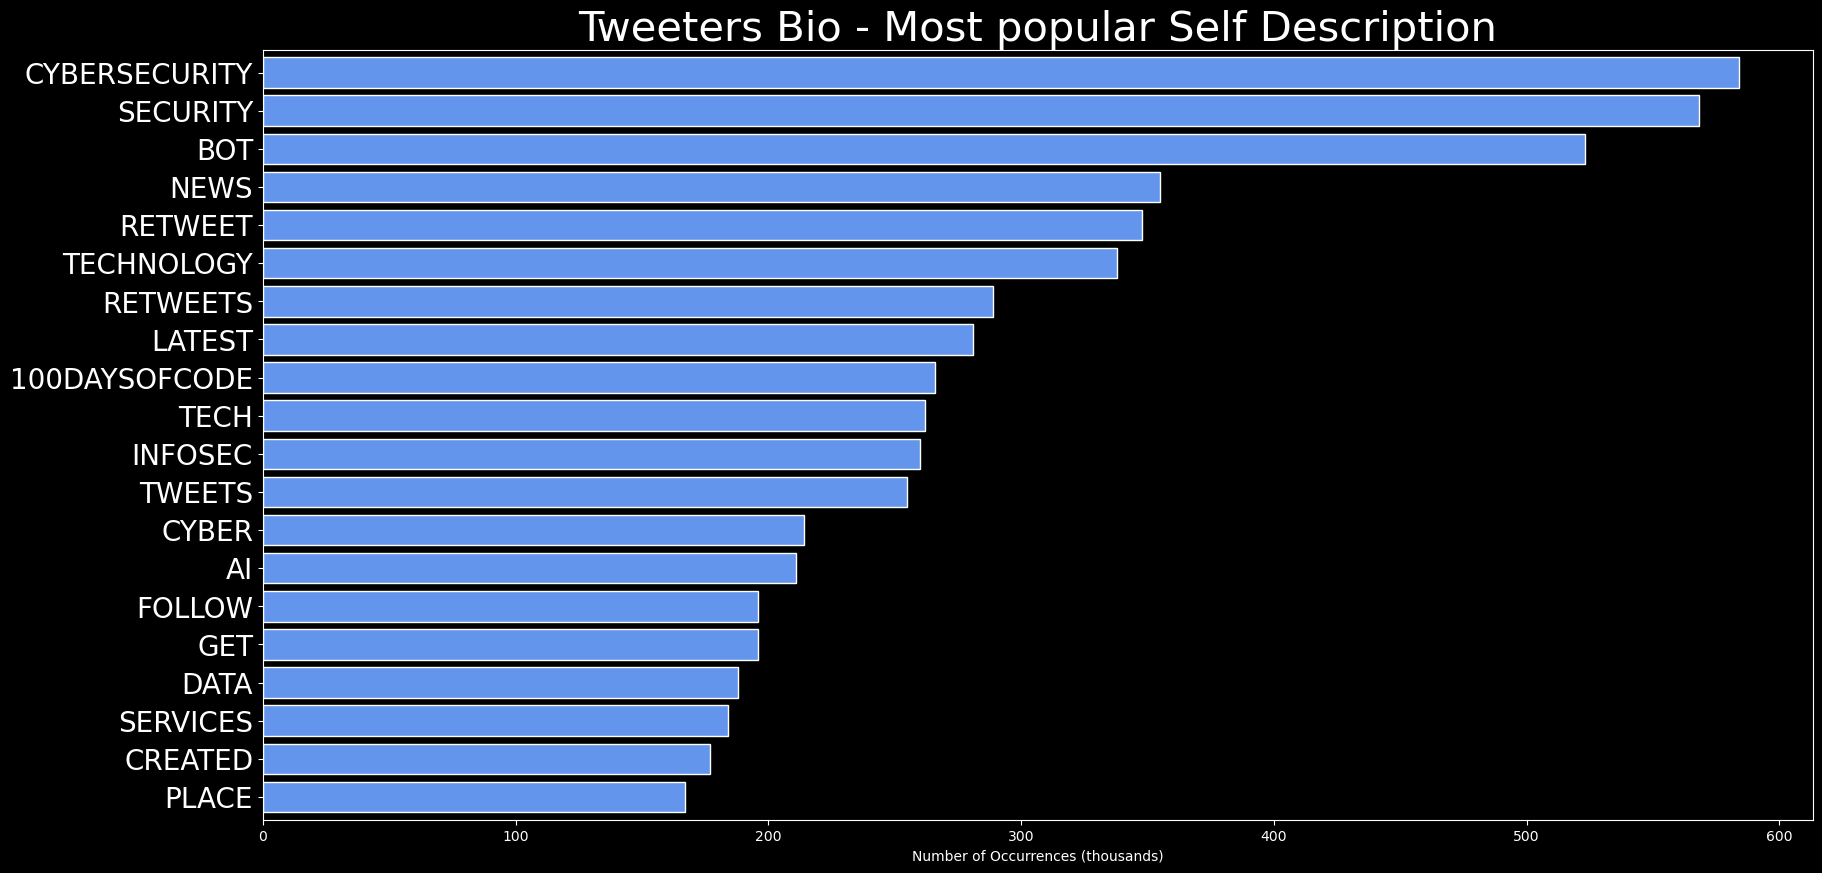 Tweeters Bio - Most popular Self Description
CYBERSECURITY
SECURITY
BOT
NEWS
RETWEET
TECHNOLOGY
RETWEETS
LATEST
100DAYSOFCODE
TECH
INFOSEC
TWEETS
CYBER
AI
FOLLOW
GET
DATA
SERVICES
CREATED
PLACE
0 100 200 300 400 500 600
Number of Occurrences (thousands)